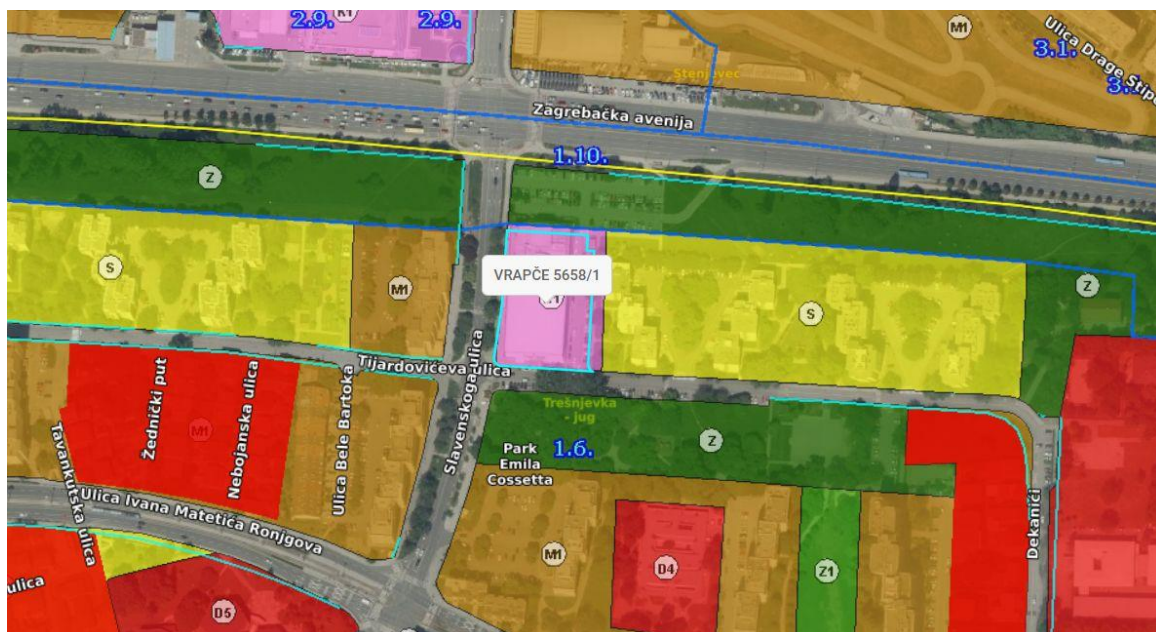 2.9.
K1
2.9.
M1
Ulica Drage Stipc
3.1.
3.
Stenjevec
Zagrebačka avenija
1.10.
Z
S
M1
VRAPČE 5658/1
S
Z
Tijardovićeva ulica
Slavenskoga ulica
Žednički put
Nebojanska ulica
Ulica Bele Bartoka
M1
Tavankutska ulica
Trešnjevka
- jug
1.6.
Park
Emila
Cossetta
Z
Ulica Ivana Matetića Ronjgova
M1
D4
Z1
Dekanići
ulica
D5